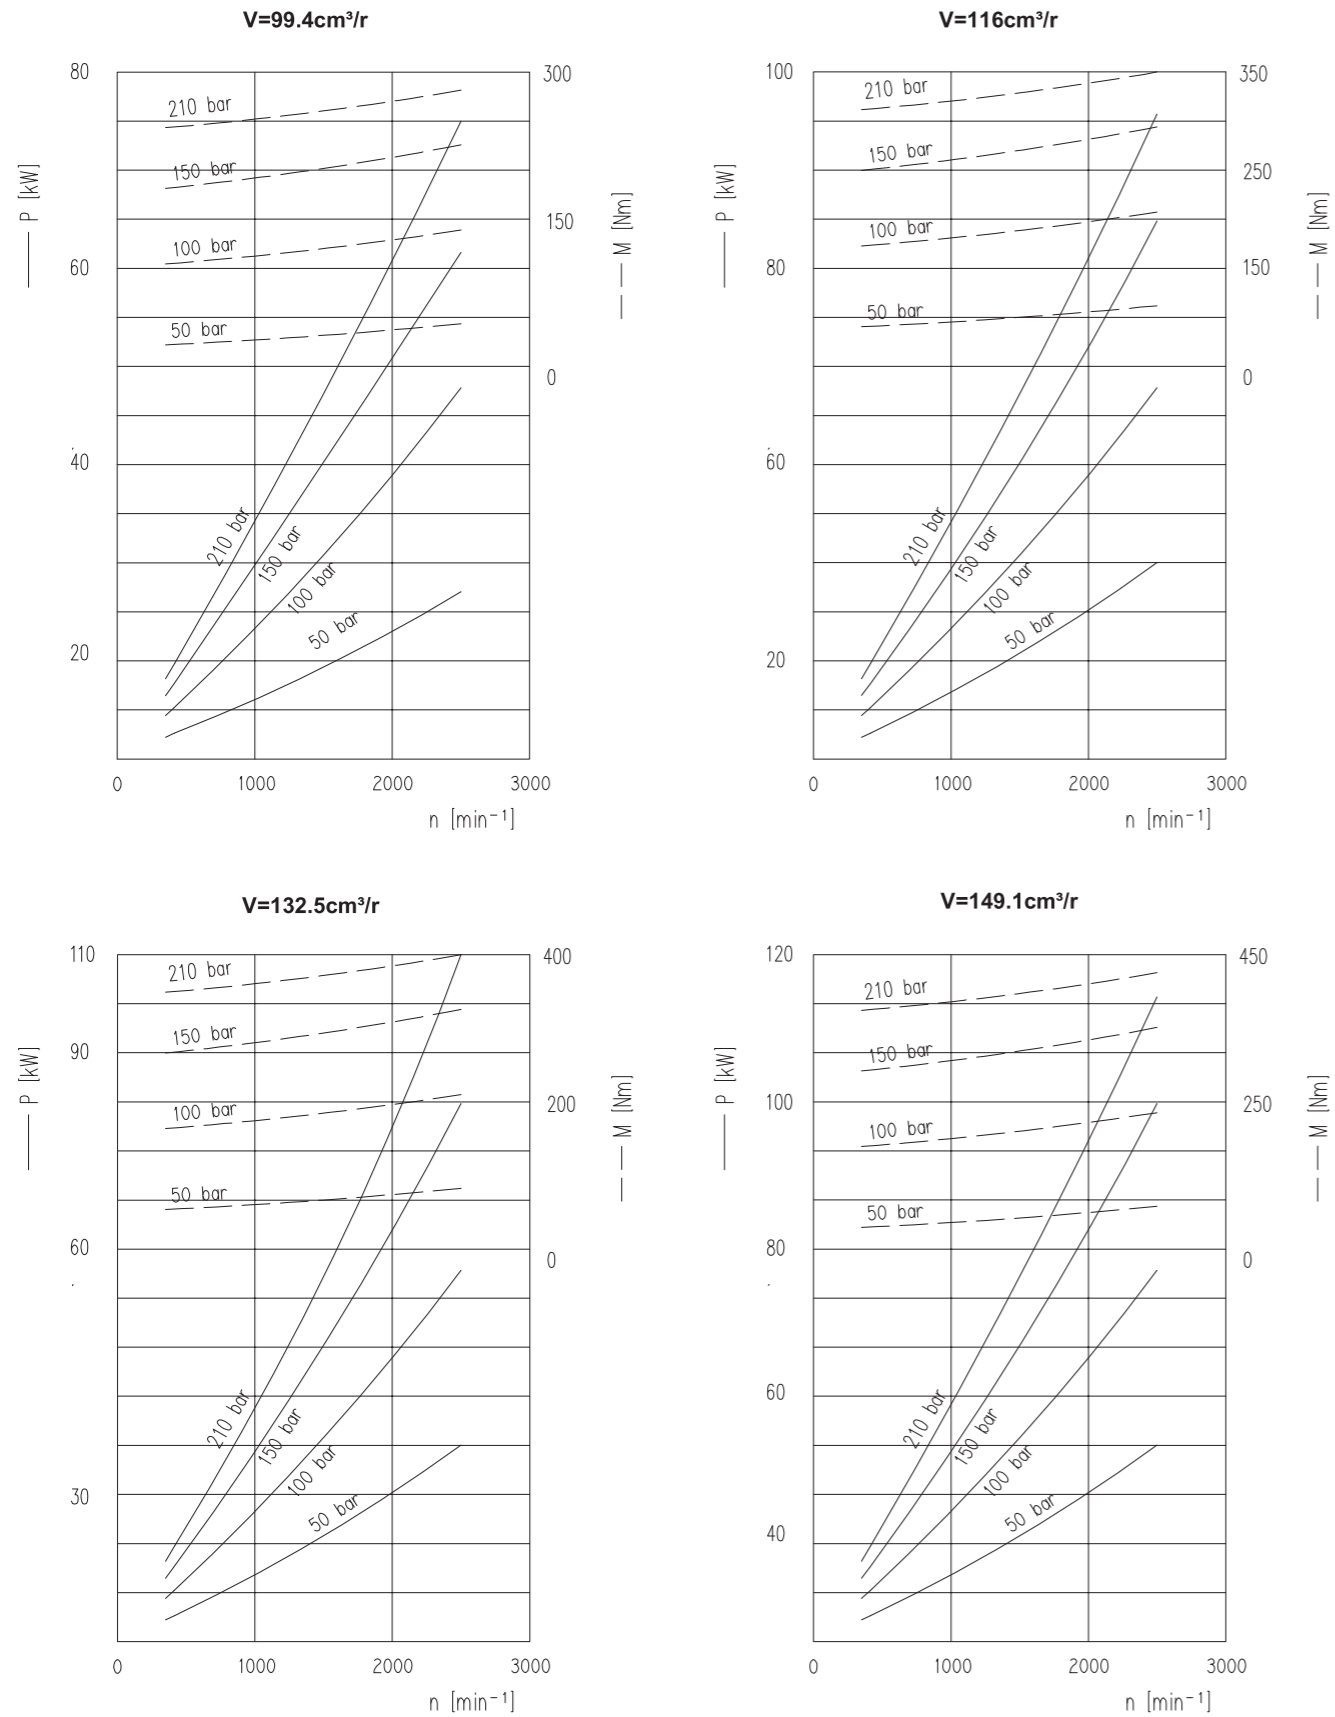 V=99.4cm³/r
80
300
210 bar
150 bar
P [kW]
M [Nm]
150
100 bar
60
50 bar
0
40
210 bar
150 bar
100 bar
50 bar
20
0 1000 2000 3000
n [min⁻¹]
V=116cm³/r
100
350
210 bar
150 bar
250
P [kW]
M [Nm]
100 bar
80
150
50 bar
0
60
210 bar
150 bar
100 bar
50 bar
20
0 1000 2000 3000
n [min⁻¹]
V=132.5cm³/r
110
400
210 bar
150 bar
90
P [kW]
M [Nm]
200
100 bar
50 bar
60
0
210 bar
150 bar
100 bar
50 bar
30
0 1000 2000 3000
n [min⁻¹]
V=149.1cm³/r
120
450
210 bar
150 bar
P [kW]
M [Nm]
100
250
100 bar
50 bar
80
0
60
210 bar
150 bar
100 bar
50 bar
40
0 1000 2000 3000
n [min⁻¹]